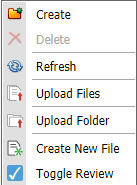 Create
Delete
Refresh
Upload Files
Upload Folder
Create New File
Toggle Review